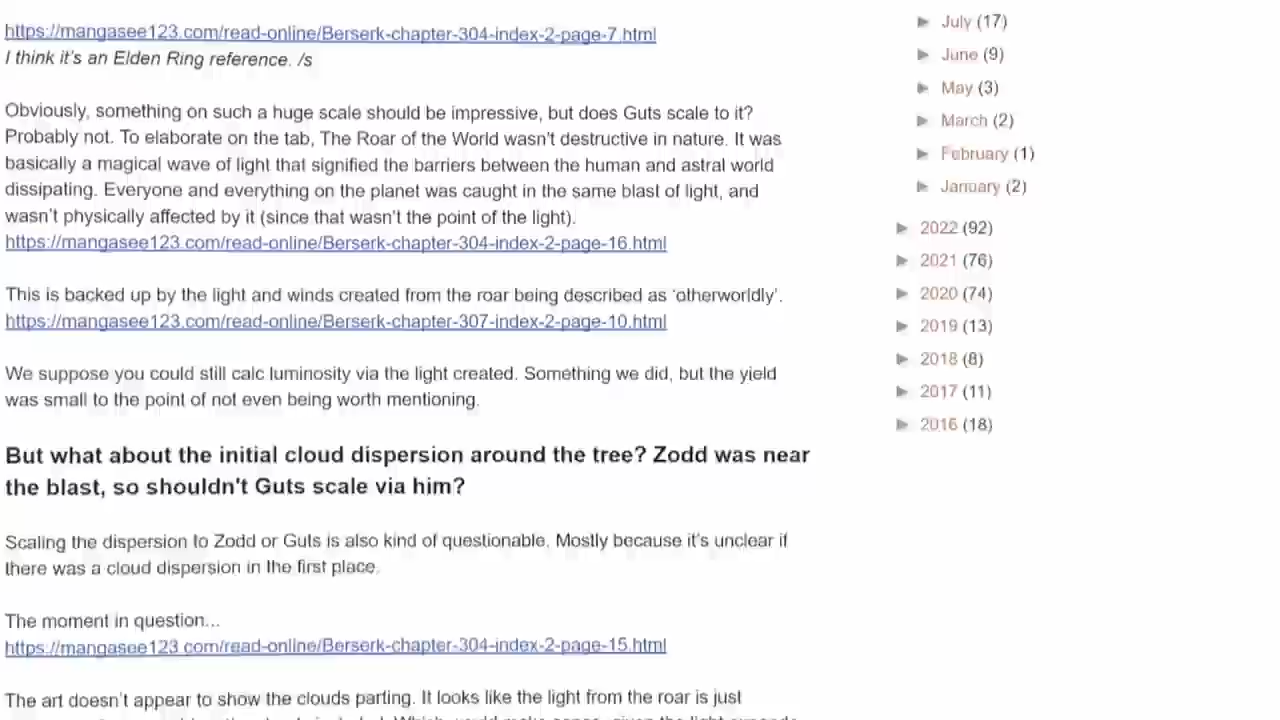 https://mangasee123.com/read-online/Berserk-chapter-304-index-2-page-7.html
I think it's an Elden Ring reference. /s
Obviously, something on such a huge scale should be impressive, but does Guts scale to it?
Probably not. To elaborate on the tab, The Roar of the World wasn't destructive in nature. It was
basically a magical wave of light that signified the barriers between the human and astral world
dissipating. Everyone and everything on the planet was caught in the same blast of light, and
wasn't physically affected by it (since that wasn't the point of the light).
https://mangasee123.com/read-online/Berserk-chapter-304-index-2-page-16.html
This is backed up by the light and winds created from the roar being described as 'otherworldly'.
https://mangasee123.com/read-online/Berserk-chapter-307-index-2-page-10.html
We suppose you could still calc luminosity via the light created. Something we did, but the yield
was small to the point of not even being worth mentioning.
But what about the initial cloud dispersion around the tree? Zodd was near
the blast, so shouldn't Guts scale via him?
Scaling the dispersion to Zodd or Guts is also kind of questionable. Mostly because it's unclear if
there was a cloud dispersion in the first place.
The moment in question...
https://mangasee123.com/read-online/Berserk-chapter-304-index-2-page-15.html
The art doesn't appear to show the clouds parting. It looks like the light from the roar is just
July (17)
June (9)
May (3)
March (2)
February (1)
January (2)
2022 (92)
2021 (76)
2020 (74)
2019 (13)
2018 (8)
2017 (11)
2016 (18)